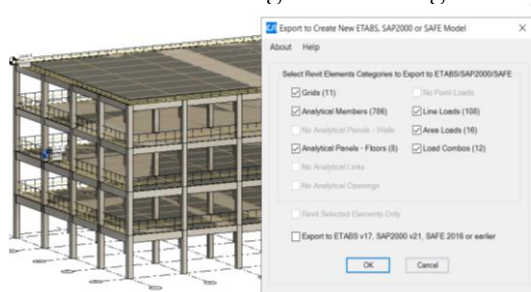 Export to Create New ETABS, SAP2000 or SAFE Model
About Help
Select Revit Elements Categories to Export to ETABS/SAP2000/SAFE
Grids (11)
No Point Loads
Analytical Members (786)
Line Loads (108)
No Analytical Panels - Walls
Area Loads (16)
Analytical Panels - Floors (8)
Load Combos (12)
No Analytical Links
No Analytical Openings
Revit Selected Elements Only
Export to ETABS v17, SAP2000 v21, SAFE 2016 or earlier
OK
Cancel